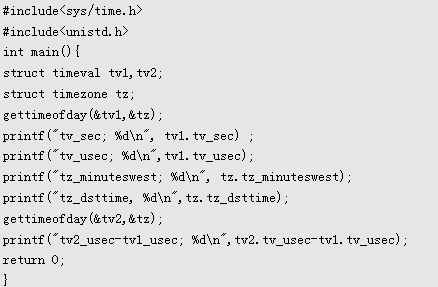 #include<sys/time.h>
#include<unistd.h>
int main(){
struct timeval tv1,tv2;
struct timezone tz;
gettimeofday(&tv1,&tz);
printf("tv_sec; %d\n", tv1.tv_sec) ;
printf("tv_usec; %d\n",tv1.tv_usec);
printf("tz_minuteswest; %d\n", tz.tz_minuteswest);
printf("tz_dsttime, %d\n",tz.tz_dsttime);
gettimeofday(&tv2,&tz);
printf("tv2_usec-tv1_usec; %d\n",tv2.tv_usec-tv1.tv_usec);
return 0;
}